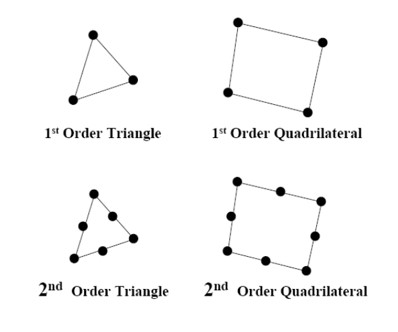 1st Order Triangle
1st Order Quadrilateral
2nd Order Triangle
2nd Order Quadrilateral